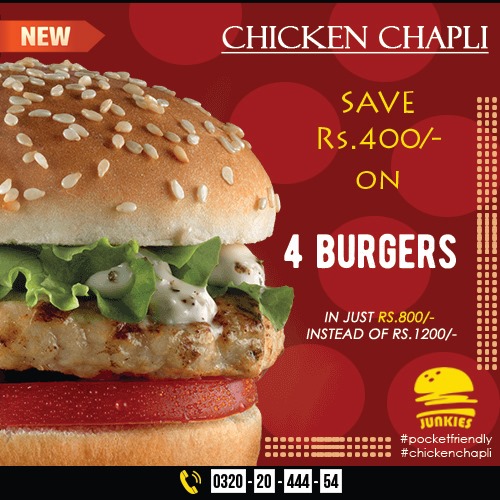 NEW
CHICKEN CHAPLI
SAVE
Rs.400/-
ON
4 BURGERS
IN JUST RS.800/-
INSTEAD OF RS.1200/-
JUNKIES
#pocketfriendly
#chickenchapli
0320 - 20 - 444 - 54